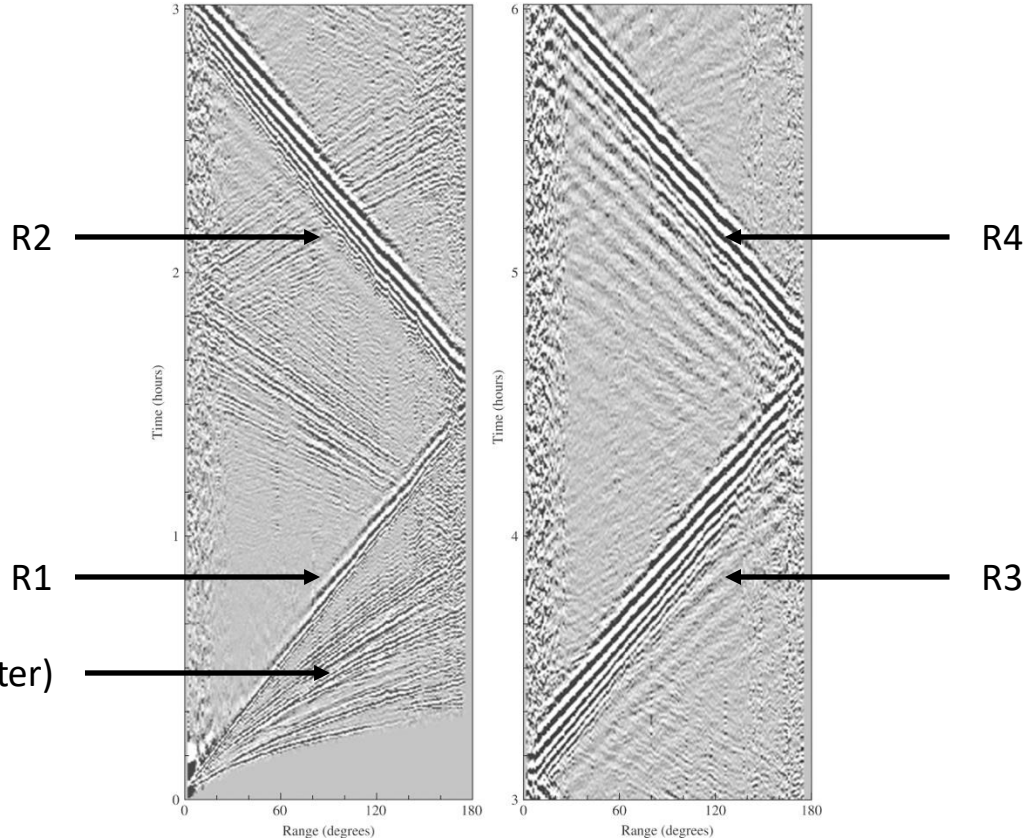 3
2
1
0
Time (hours)
0 60 120 180
Range (degrees)
6
5
4
3
Time (hours)
0 60 120 180
Range (degrees)
R2
R1
ter)
R4
R3